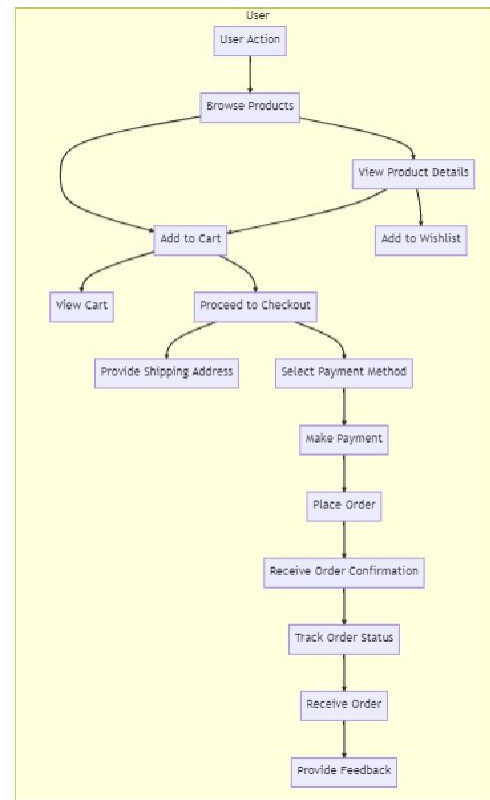 User
User Action
Browse Products
View Product Details
Add to Cart
Add to Wishlist
View Cart
Proceed to Checkout
Provide Shipping Address
Select Payment Method
Make Payment
Place Order
Receive Order Confirmation
Track Order Status
Receive Order
Provide Feedback